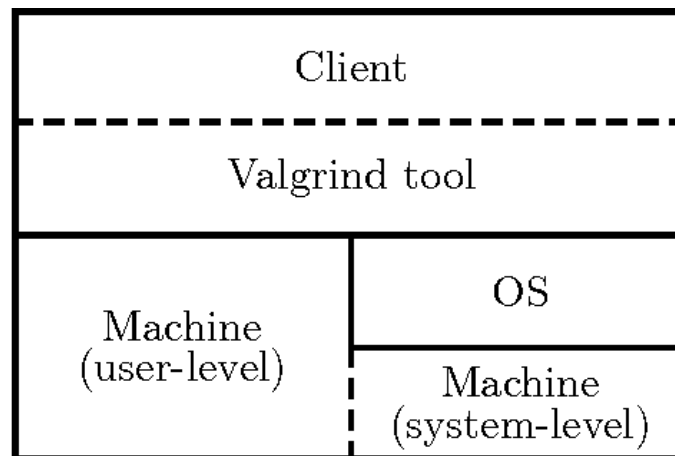 Client
Valgrind tool
Machine
(user-level)
OS
Machine
(system-level)